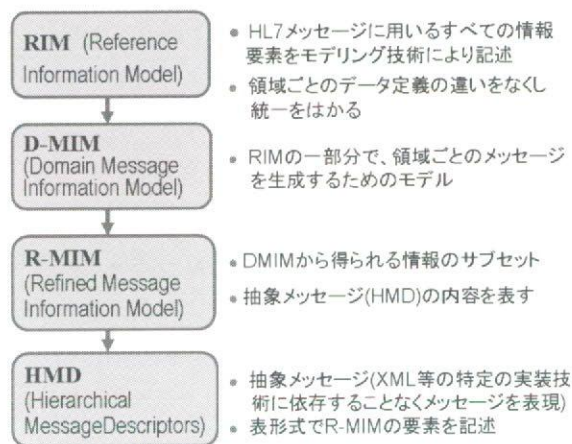 RIM (Reference
Information Model)
• HL7メッセージに用いるすべての情報
要素をモデリング技術により記述
• 領域ごとのデータ定義の違いをなくし
統一をはかる
D-MIM
(Domain Message
Information Model)
• RIMの一部分で、領域ごとのメッセージ
を生成するためのモデル
R-MIM
(Refined Message
Information Model)
• DMIMから得られる情報のサブセット
• 抽象メッセージ(HMD)の内容を表す
HMD
(Hierarchical
MessageDescriptors)
• 抽象メッセージ(XML等の特定の実装技
術に依存することなくメッセージを表現)
• 表形式でR-MIMの要素を記述